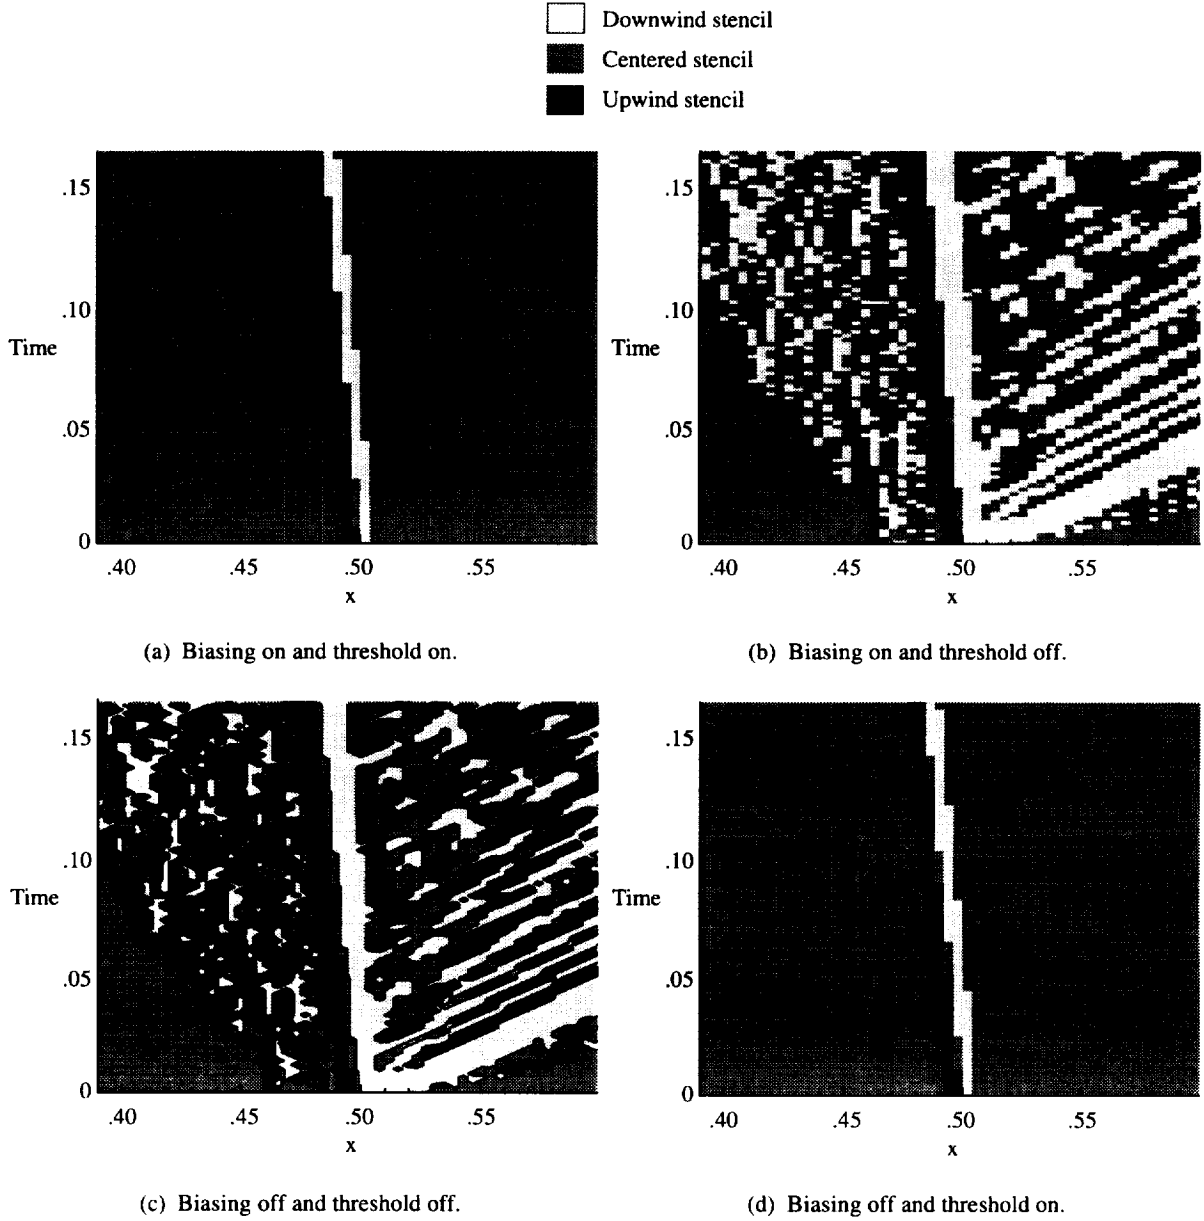 Downwind stencil
Centered stencil
Upwind stencil
.15
.10
Time
.05
0
.40 .45 .50 .55
x
(a) Biasing on and threshold on.
.15
.10
Time
.05
0
.40 .45 .50 .55
x
(b) Biasing on and threshold off.
.15
.10
Time
.05
0
.40 .45 .50 .55
x
(c) Biasing off and threshold off.
.15
.10
Time
.05
0
.40 .45 .50 .55
x
(d) Biasing off and threshold on.